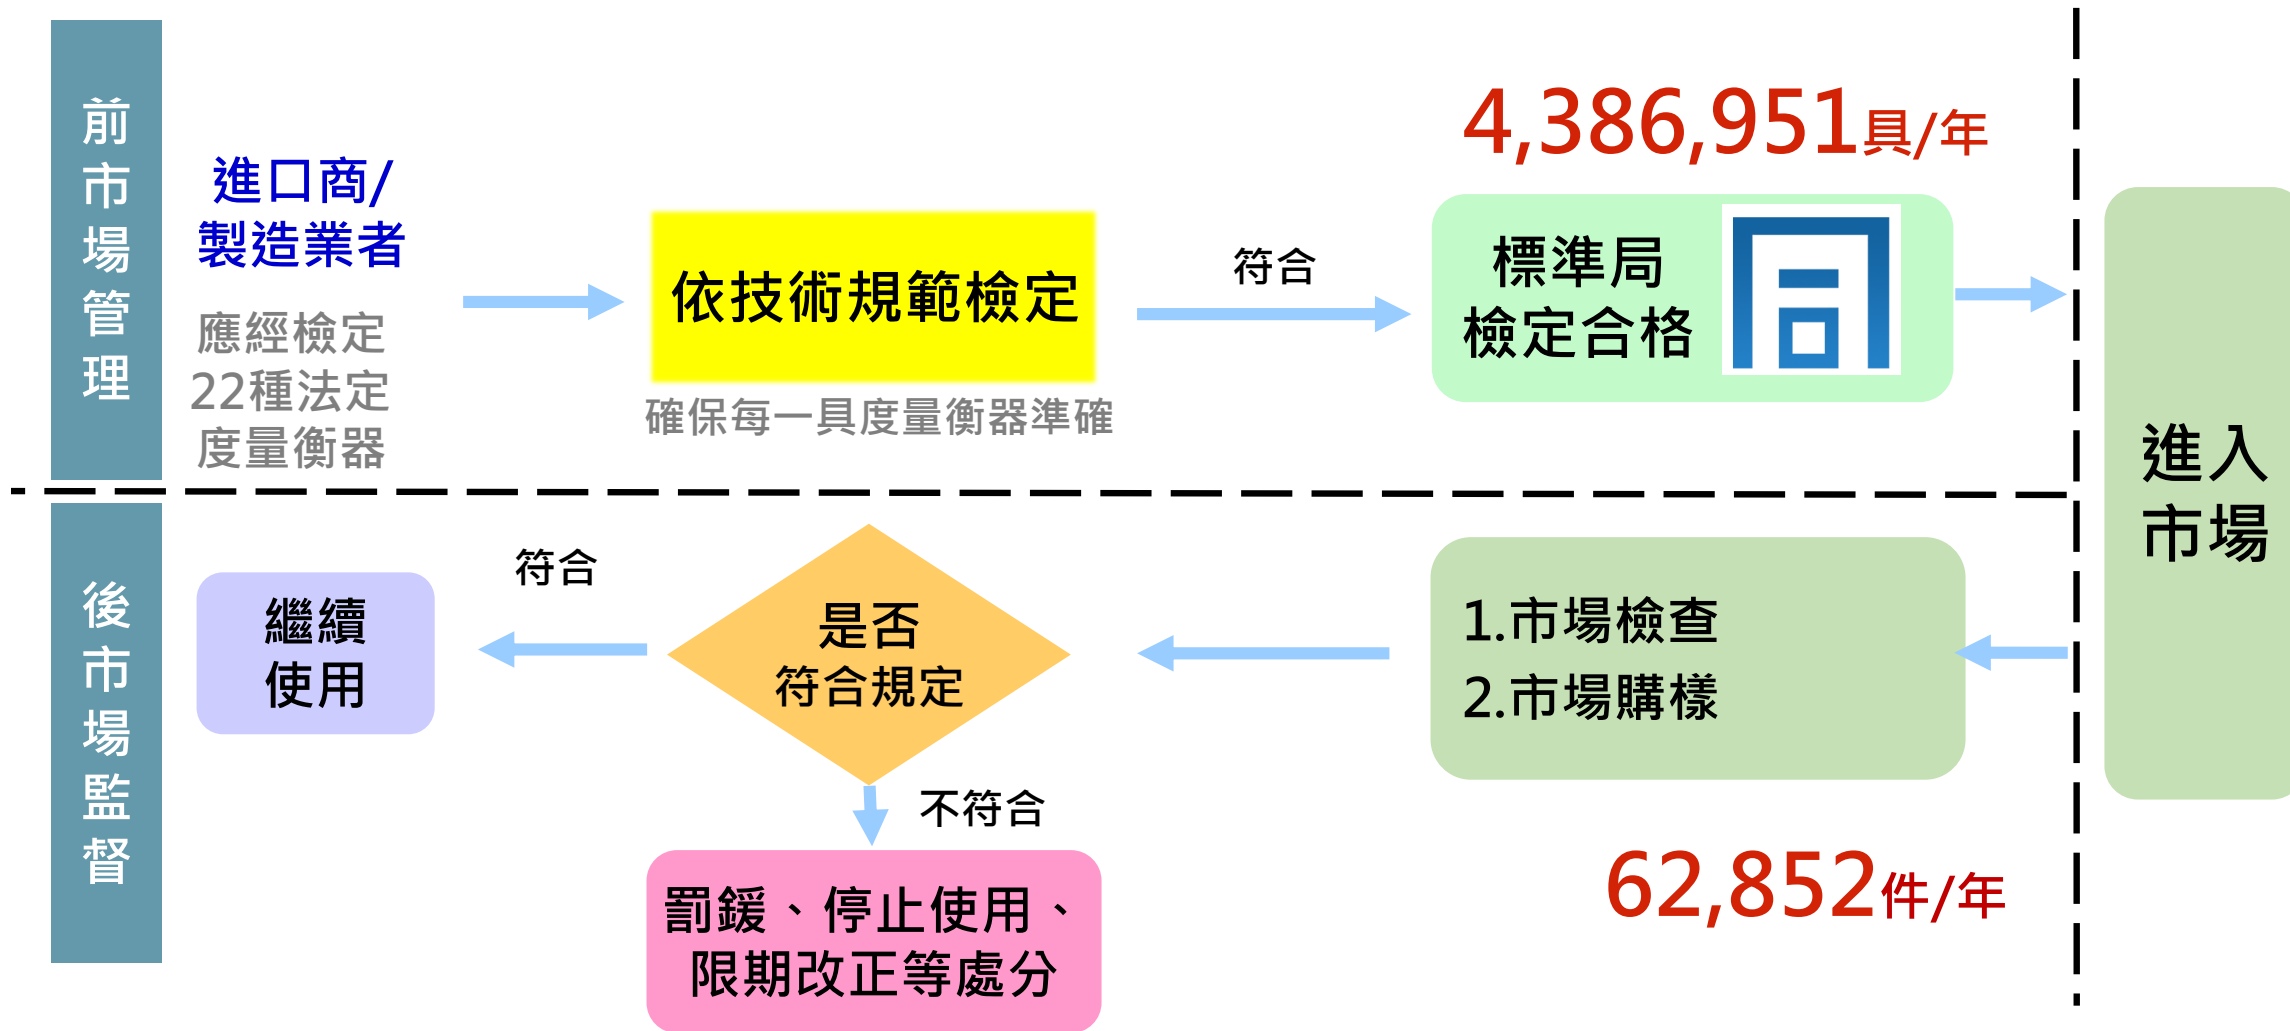 前市場管理
進口商/
製造業者
應經檢定
22種法定
度量衡器
依技術規範檢定
確保每一具度量衡器準確
符合
4,386,951具/年
標準局
檢定合格
進入
市場
後市場監督
1.市場檢查
2.市場購樣
62,852件/年
是否
符合規定
符合
繼續
使用
不符合
罰鍰、停止使用、
限期改正等處分